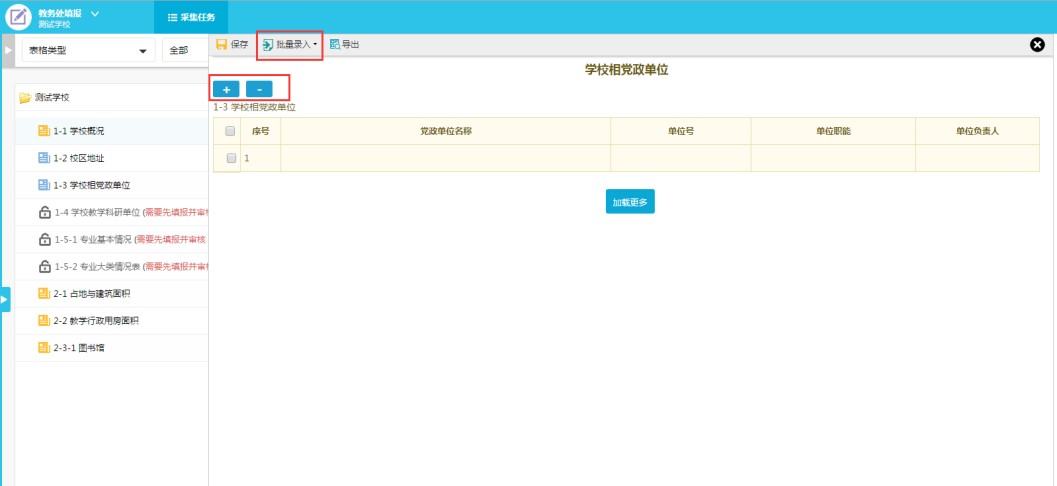 教务处填报
测试学校
采集任务
表格类型
全部
保存
批量录入
导出
学校相党政单位
+
-
1-3 学校相党政单位
序号 党政单位名称 单位号 单位职能 单位负责人
1
加载更多
测试学校
1-1 学校概况
1-2 校区地址
1-3 学校相党政单位
1-4 学校教学科研单位 (需要先填报并审
1-5-1 专业基本情况 (需要先填报并审核
1-5-2 专业大类情况表 (需要先填报并审
2-1 占地与建筑面积
2-2 教学行政用房面积
2-3-1 图书馆